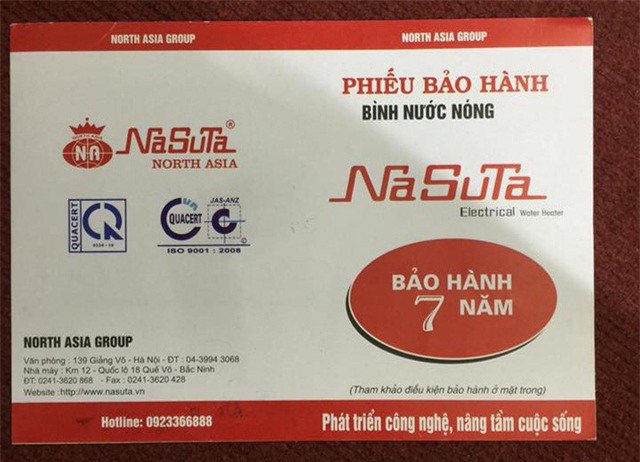 NORTH ASIA GROUP
NORTH ASIA
NA
NaSuTa®
NORTH ASIA
QUACERT
JAS-ANZ
QUACERT
ISO 9001 : 2008
NORTH ASIA GROUP
Văn phòng : 139 Giảng Võ - Hà Nội - ĐT : 04-3994 3068
Nhà máy : Km 12 - Quốc lộ 18 Quế Võ - Bắc Ninh
ĐT: 0241-3620 868 - Fax : 0241-3620 428
Website : http://www.nasuta.vn
Hotline: 0923366888
NORTH ASIA GROUP
PHIẾU BẢO HÀNH
BÌNH NƯỚC NÓNG
NaSuTa
Electrical Water Heater
BẢO HÀNH
7 NĂM
(Tham khảo điều kiện bảo hành ở mặt trong)
Phát triển công nghệ, nâng tầm cuộc sống